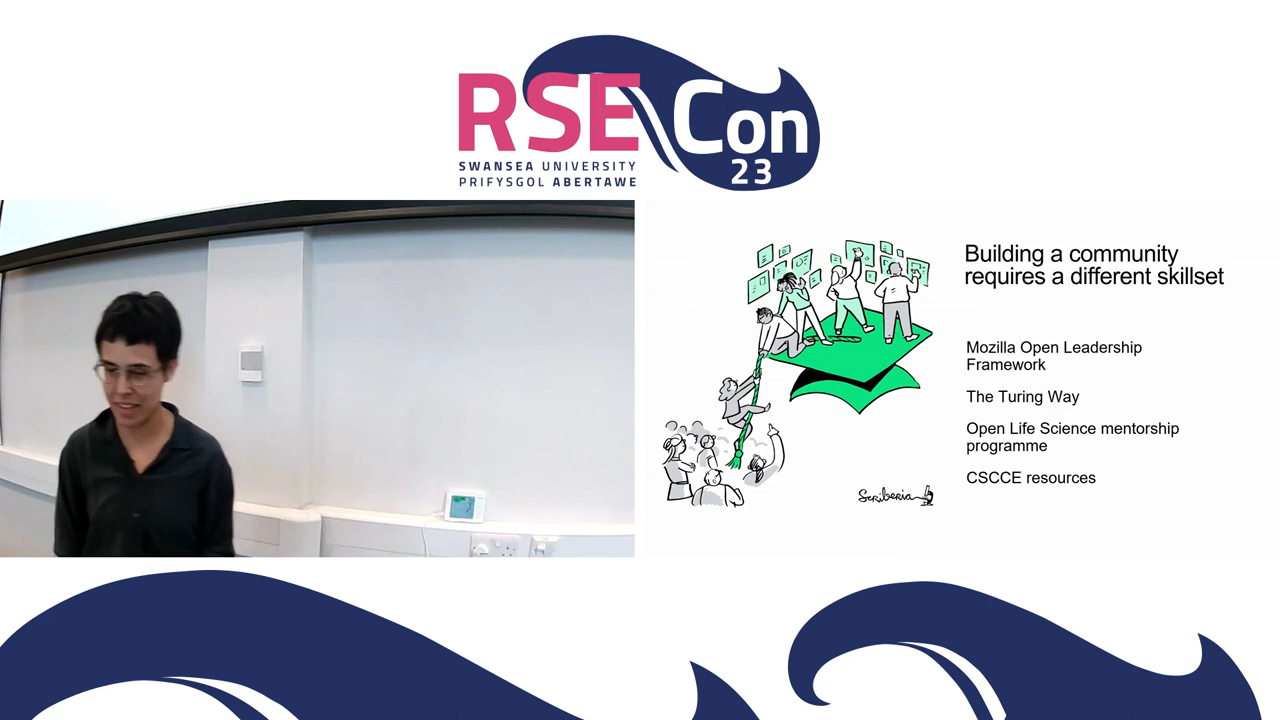 RSE Con
23
SWANSEA UNIVERSITY
PRIFYSGOL ABERTAWE
Building a community
requires a different skillset
Mozilla Open Leadership
Framework
The Turing Way
Open Life Science mentorship
programme
CSCCE resources
Scriberia